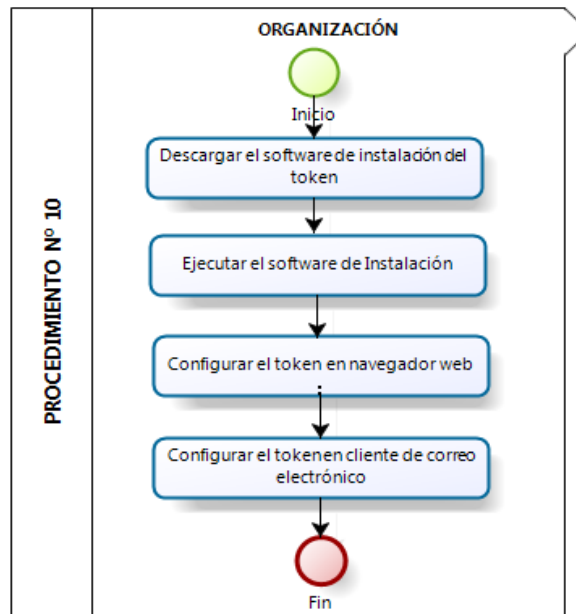 ORGANIZACIÓN
PROCEDIMIENTO Nº 10
Inicio
Descargar el software de instalación del
token
Ejecutar el software de Instalación
Configurar el token en navegador web
:
Configurar el tokenen cliente de correo
electrónico
Fin